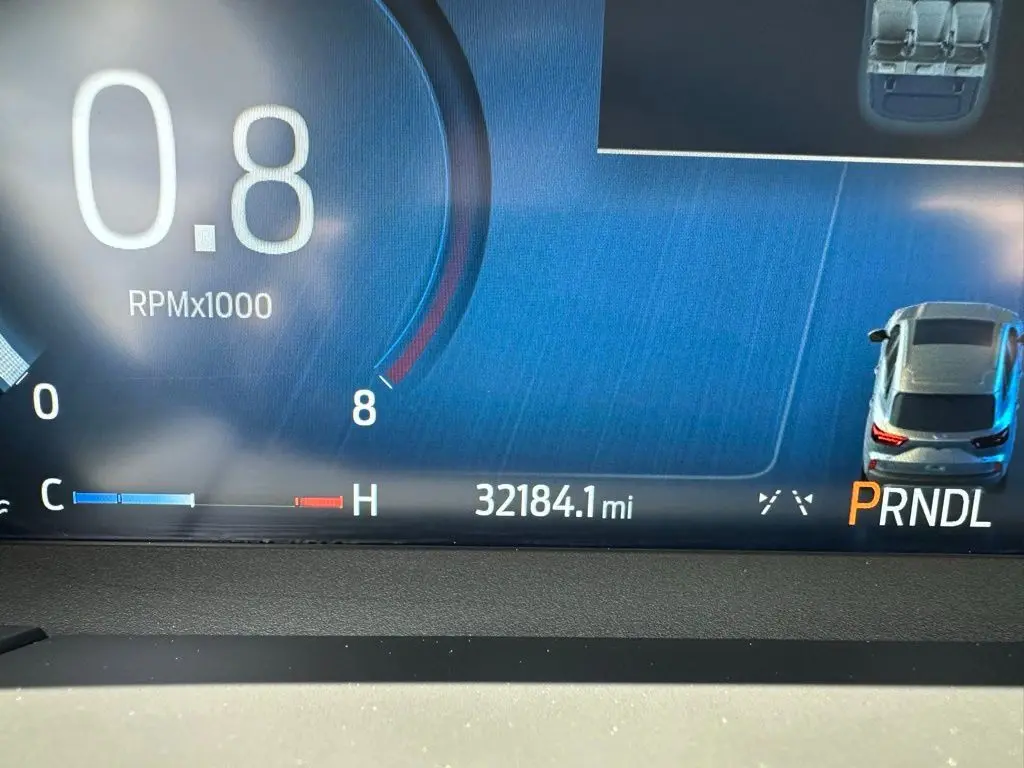 0.8
RPMx1000
0
8
C H
32184.1 mi
PRNDL